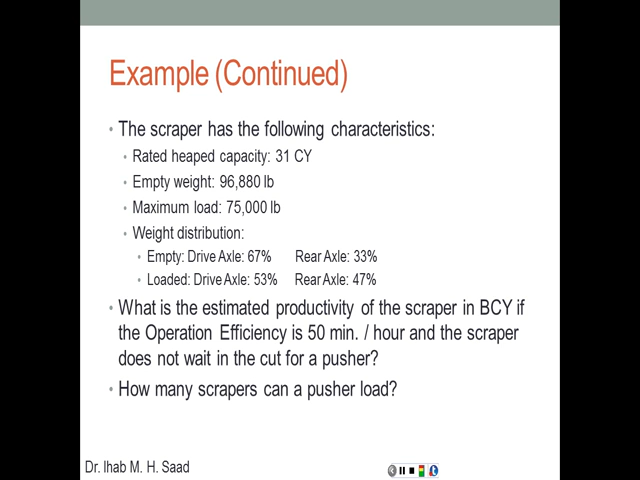 Example (Continued)
• The scraper has the following characteristics:
• Rated heaped capacity: 31 CY
• Empty weight: 96,880 lb
• Maximum load: 75,000 lb
• Weight distribution:
• Empty: Drive Axle: 67% Rear Axle: 33%
• Loaded: Drive Axle: 53% Rear Axle: 47%
• What is the estimated productivity of the scraper in BCY if
the Operation Efficiency is 50 min. / hour and the scraper
does not wait in the cut for a pusher?
• How many scrapers can a pusher load?
Dr. Ihab M. H. Saad